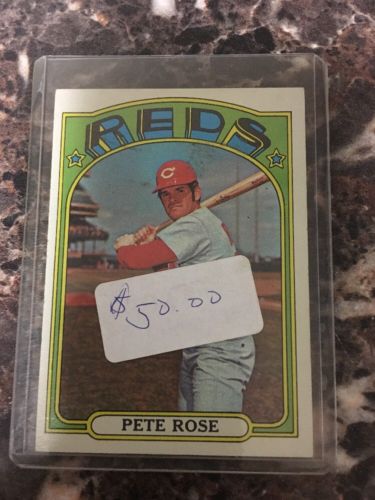 REDS
C
$50.00
PETE ROSE